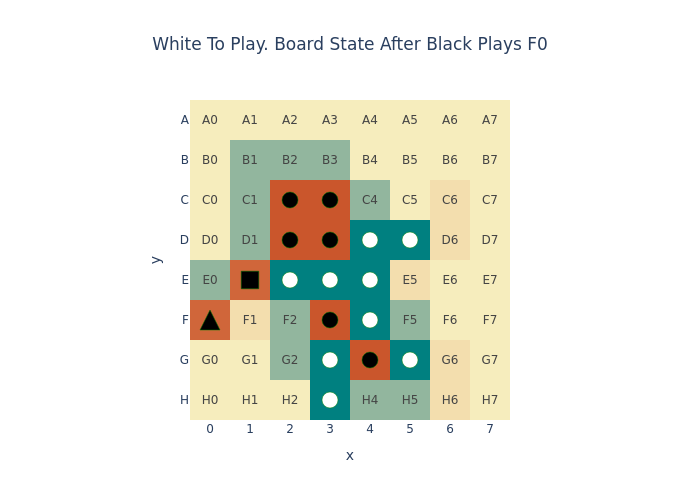 White To Play. Board State After Black Plays F0
A A0 A1 A2 A3 A4 A5 A6 A7
B B0 B1 B2 B3 B4 B5 B6 B7
C C0 C1 C4 C5 C6 C7
D D0 D1 D6 D7
E E0 E5 E6 E7
F F1 F2 F5 F6 F7
G G0 G1 G2 G6 G7
H H0 H1 H2 H4 H5 H6 H7
0 1 2 3 4 5 6 7
x
y